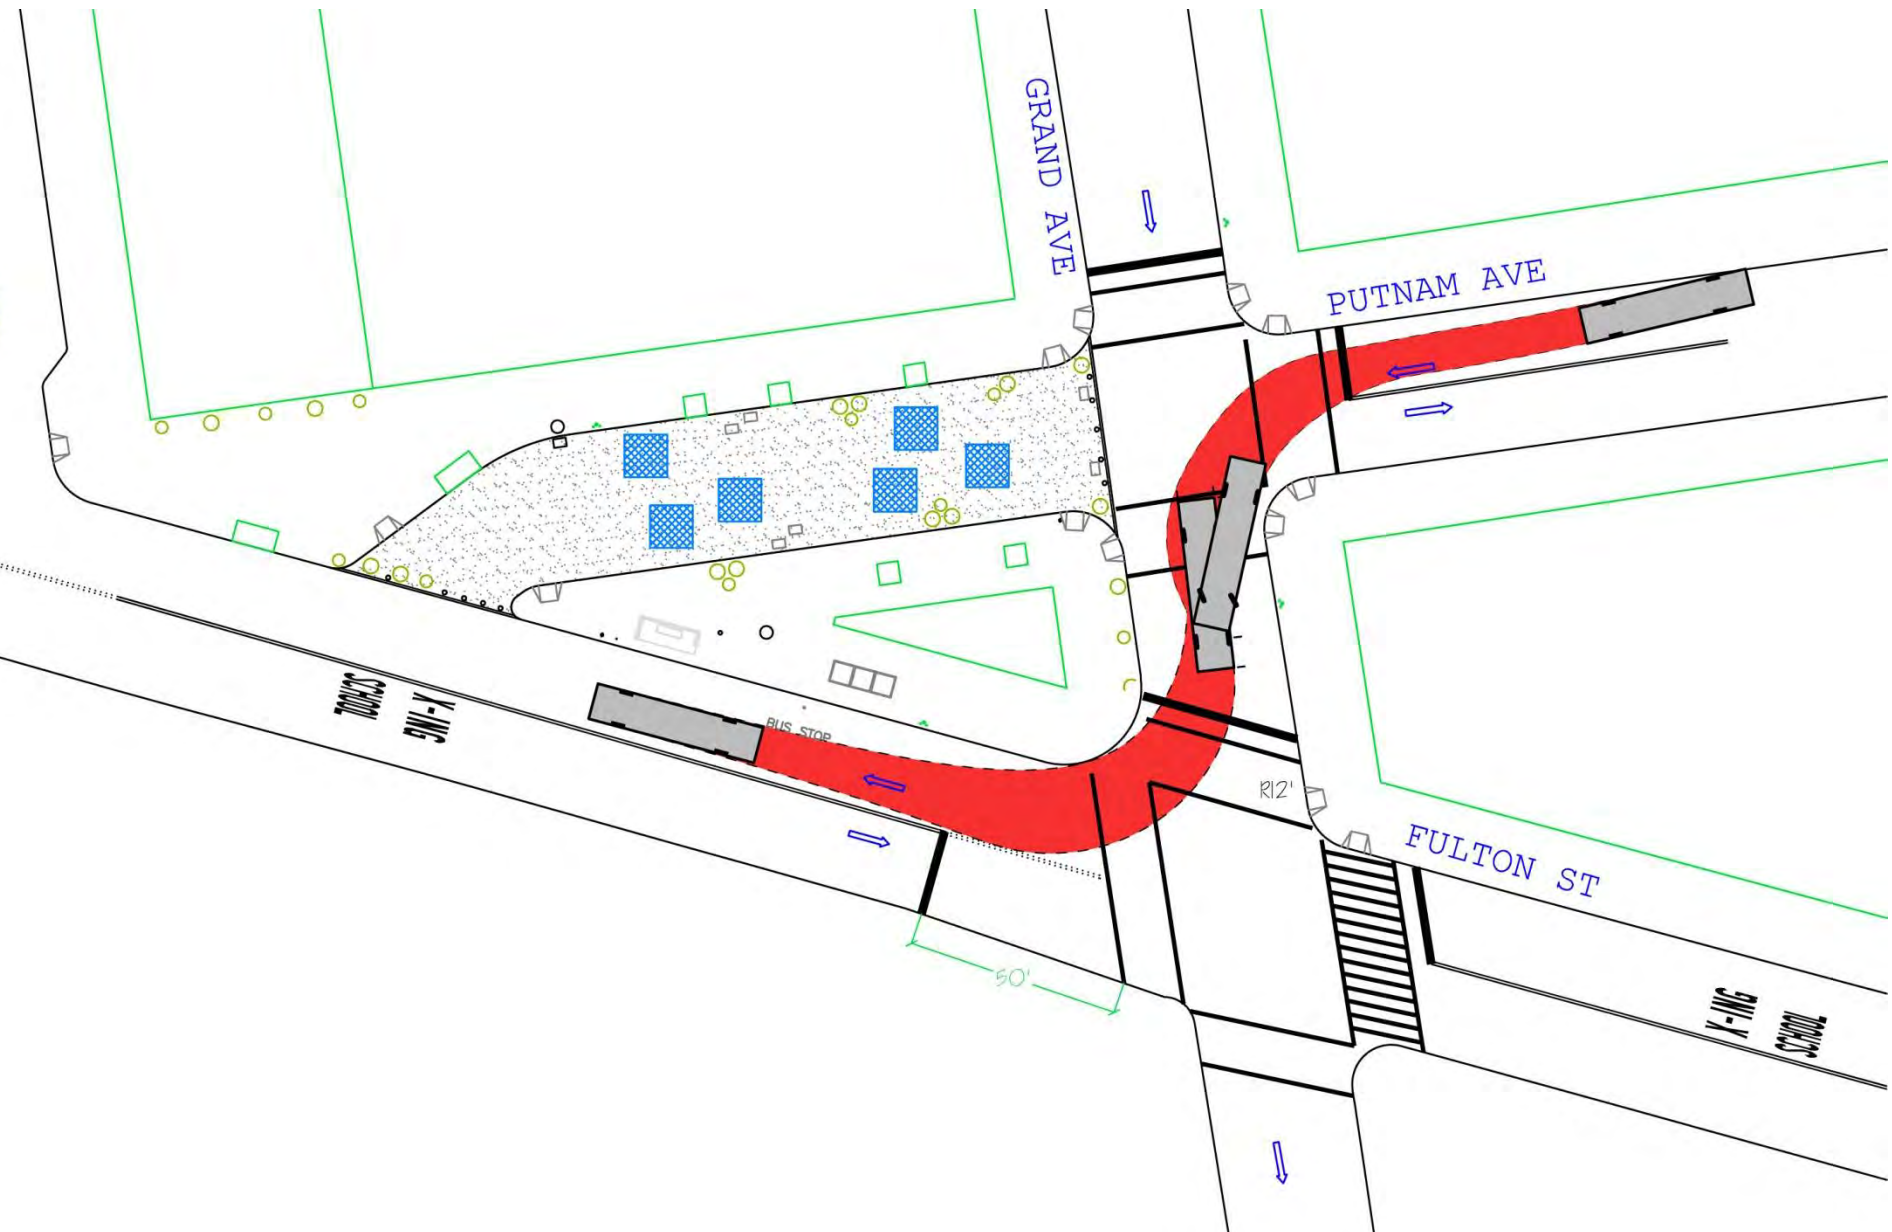 GRAND AVE
PUTNAM AVE
SCHOOL
X-ING
BUS STOP
R12'
FULTON ST
50'
X-ING
SCHOOL